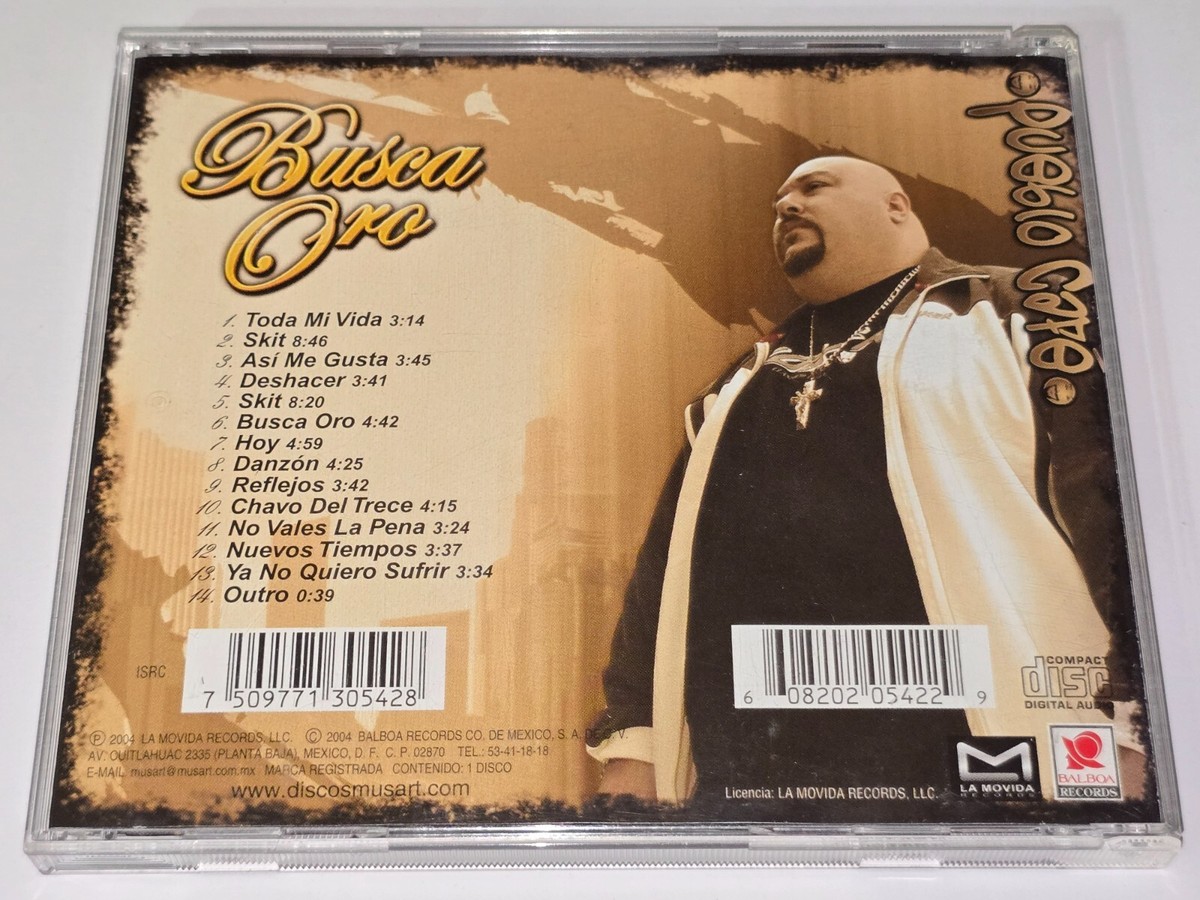 Busca
Oro
Pueblo Café
1. Toda Mi Vida 3:14
2. Skit 8:46
3. Así Me Gusta 3:45
4. Deshacer 3:41
5. Skit 8:20
6. Busca Oro 4:42
7. Hoy 4:59
8. Danzón 4:25
9. Reflejos 3:42
10. Chavo Del Trece 4:15
11. No Vales La Pena 3:24
12. Nuevos Tiempos 3:37
13. Ya No Quiero Sufrir 3:34
14. Outro 0:39
ISRC
7 509771 305428
6 08202 05422 9
COMPACT
disc
DIGITAL AUDIO
Ⓟ 2004 LA MOVIDA RECORDS, LLC. © 2004 BALBOA RECORDS CO. DE MEXICO, S. A. DE C. V.
AV. CUITLAHUAC 2335 (PLANTA BAJA), MEXICO, D. F. C. P. 02870 TEL.: 53-41-18-18
E-MAIL musart@musart.com.mx MARCA REGISTRADA CONTENIDO: 1 DISCO
www.discosmusart.com
Licencia: LA MOVIDA RECORDS, LLC.
LA MOVIDA
RECORDS
BALBOA
RECORDS